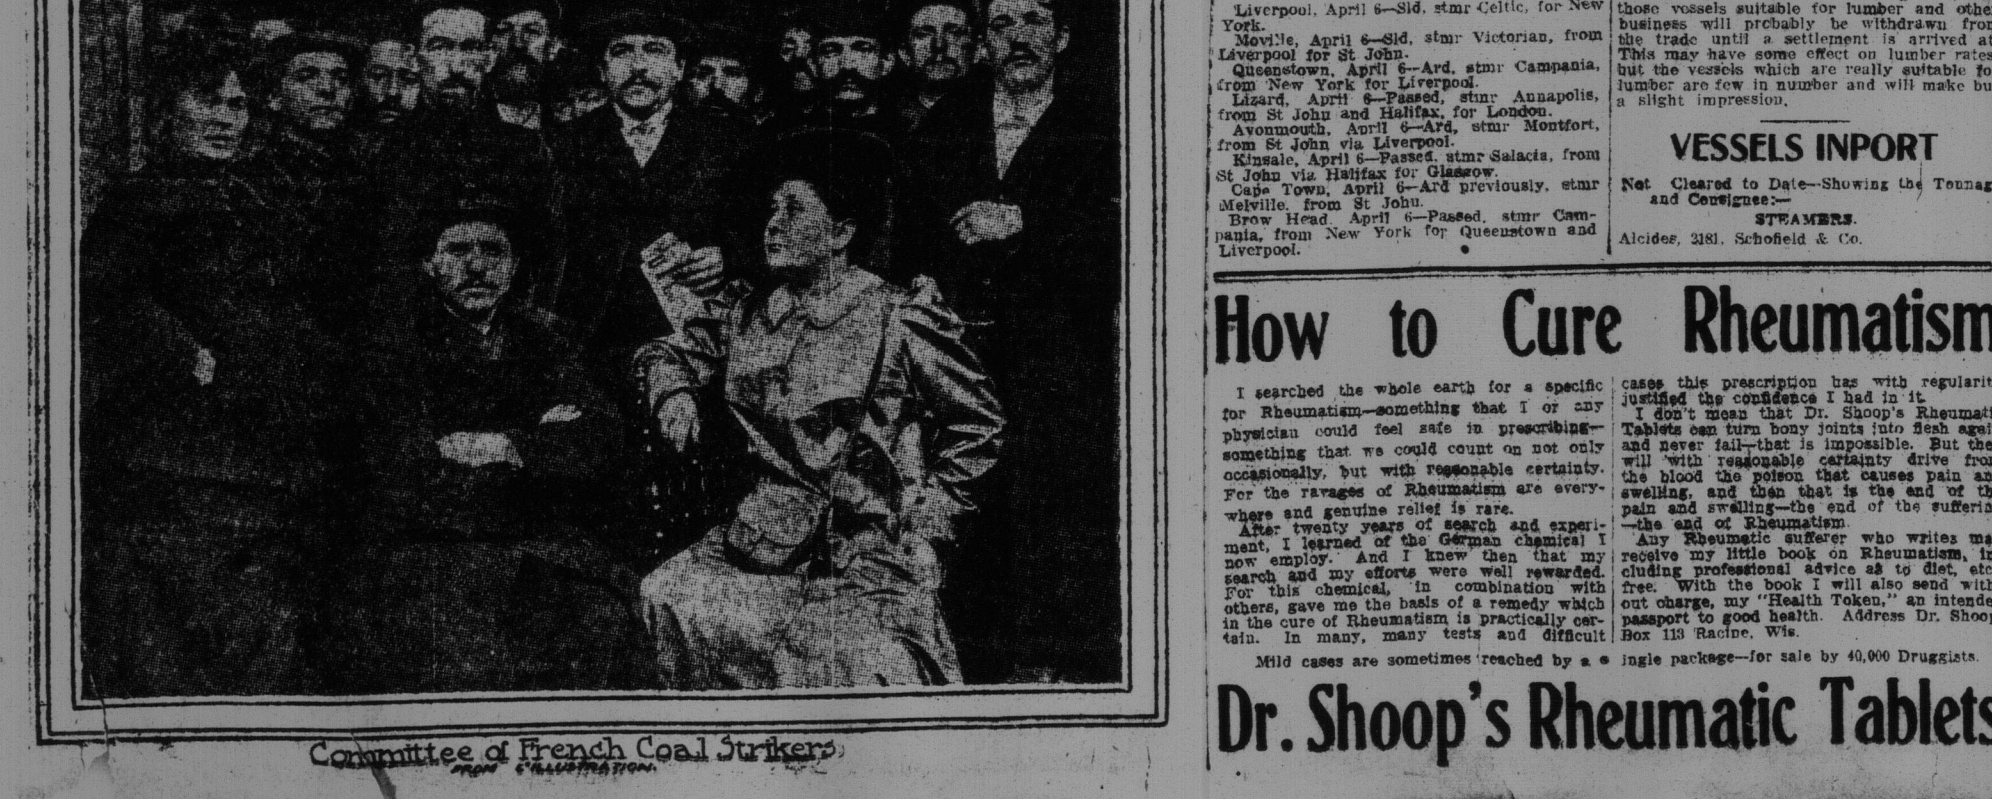 Committee of French Coal Strikers
FROM L'ILLUSTRATION.
Liverpool, April 6—Sld, stmr Celtic, for New
York.
Moville, April 6—Sld, stmr Victorian, from
Liverpool for St John.
Queenstown, April 6—Ard, stmr Campania,
from New York for Liverpool.
Lizard, April 6—Passed, stmr Annapolis,
from St John and Halifax, for London.
Avonmouth, April 6—Ard, stmr Montfort,
from St John via Liverpool.
Kinsale, April 6—Passed, stmr Salacia, from
St John via Halifax for Glasgow.
Cape Town, April 6—Ard previously, stmr
Melville, from St John.
Brow Head, April 6—Passed, stmr Cam-
pania, from New York for Queenstown and
Liverpool.
those vessels suitable for lumber and othe
business will probably be withdrawn from
the trade until a settlement is arrived at
This may have some effect on lumber rates
but the vessels which are really suitable fo
lumber are few in number and will make bu
a slight impression.
VESSELS INPORT
Not Cleared to Date—Showing the Tonnag
and Consignee:—
STEAMERS.
Alcides, 2181, Schofield & Co.
How to Cure Rheumatism
I searched the whole earth for a specific
for Rheumatism—something that I or any
physician could feel safe in prescribing—
something that we could count on not only
occasionally, but with reasonable certainty.
For the ravages of Rheumatism are every-
where and genuine relief is rare.
After twenty years of search and experi-
ment, I learned of the German chemical I
now employ. And I knew then that my
search and my efforts were well rewarded.
For this chemical, in combination with
others, gave me the basis of a remedy which
in the cure of Rheumatism is practically cer-
tain. In many, many tests and difficult
cases this prescription has with regularit
justified the confidence I had in it.
I don't mean that Dr. Shoop's Rheumati
Tablets can turn bony joints into flesh agai
and never fail—that is impossible. But the
will with reasonable certainty drive from
the blood the poison that causes pain an
swelling, and then that is the end of th
pain and swelling—the end of the sufferin
—the end of Rheumatism.
Any Rheumatic sufferer who writes ma
receive my little book on Rheumatism, in
cluding professional advice as to diet, etc
free. With the book I will also send with
out charge, my "Health Token," an intende
passport to good health. Address Dr. Shoop
Box 113 Racine, Wis.
Mild cases are sometimes reached by a s ingle package—for sale by 40,000 Druggists.
Dr. Shoop's Rheumatic Tablets